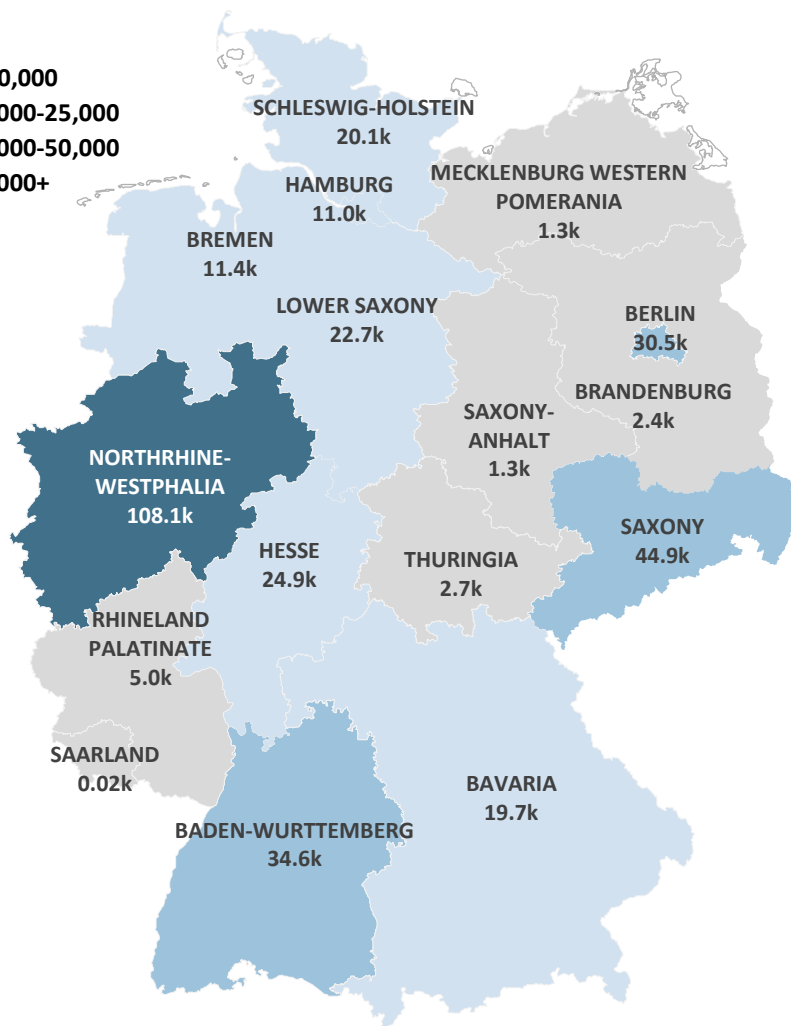 0,000
000-25,000
000-50,000
000+
SCHLESWIG-HOLSTEIN
20.1k
HAMBURG
11.0k
MECKLENBURG WESTERN
POMERANIA
1.3k
BREMEN
11.4k
LOWER SAXONY
22.7k
BERLIN
30.5k
BRANDENBURG
2.4k
SAXONY-
ANHALT
1.3k
NORTHRHINE-
WESTPHALIA
108.1k
SAXONY
44.9k
HESSE
24.9k
THURINGIA
2.7k
RHINELAND
PALATINATE
5.0k
SAARLAND
0.02k
BAVARIA
19.7k
BADEN-WURTTEMBERG
34.6k